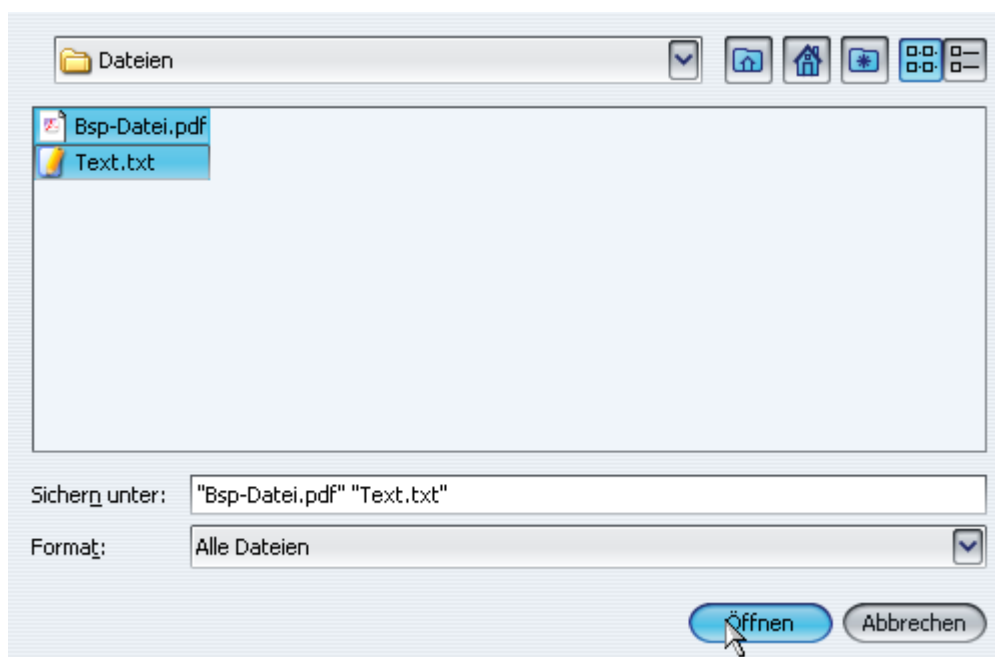 Dateien
Bsp-Datei.pdf
Text.txt
Sichern unter: "Bsp-Datei.pdf" "Text.txt"
Format: Alle Dateien
Öffnen Abbrechen